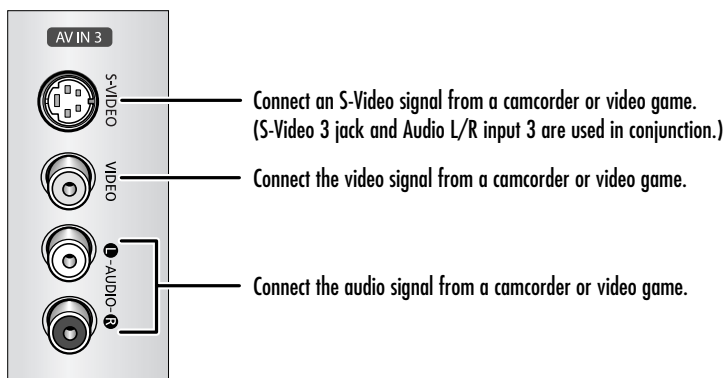 AV IN 3
S-VIDEO
Connect an S-Video signal from a camcorder or video game.
(S-Video 3 jack and Audio L/R input 3 are used in conjunction.)
VIDEO
Connect the video signal from a camcorder or video game.
L-AUDIO-R
Connect the audio signal from a camcorder or video game.